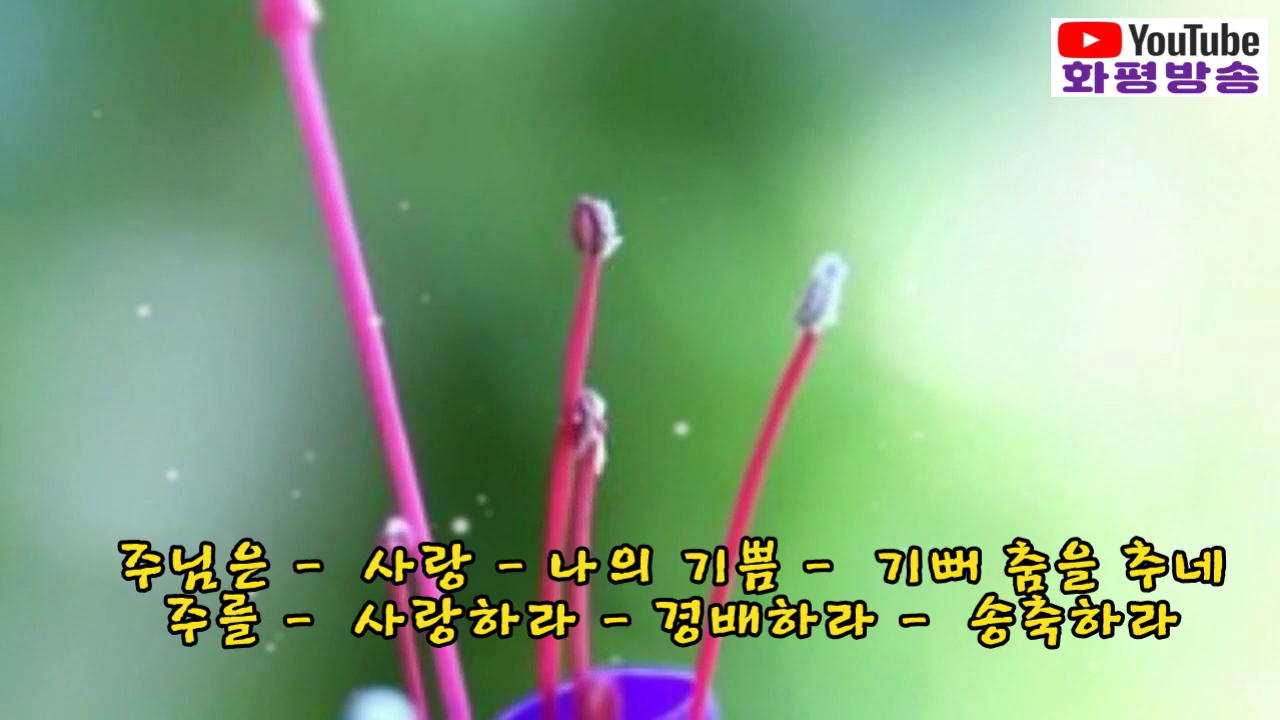 YouTube
화평방송
주님은 - 사랑 - 나의 기쁨 - 기뻐 춤을 추네
주를 - 사랑하라 - 경배하라 - 송축하라